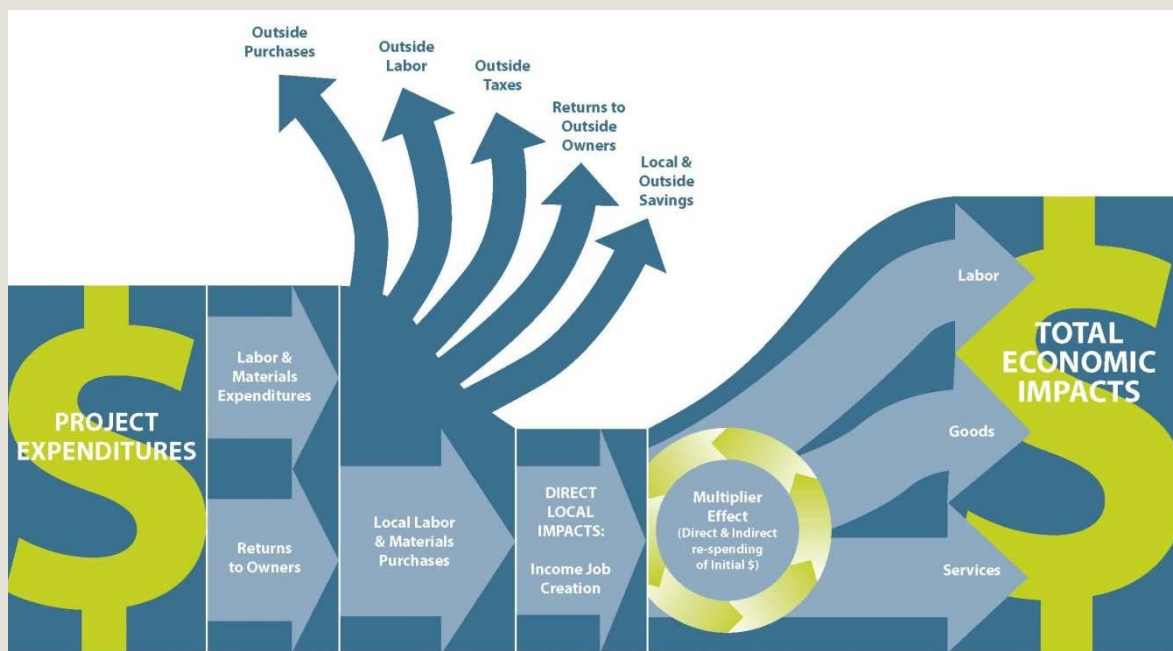 Outside
Purchases
Outside
Labor
Outside
Taxes
Returns to
Outside
Owners
Local &
Outside
Savings
PROJECT
EXPENDITURES
Labor &
Materials
Expenditures
Returns
to Owners
Local Labor
& Materials
Purchases
DIRECT
LOCAL
IMPACTS:
Income Job
Creation
Multiplier
Effect
(Direct & Indirect
re-spending
of Initial $)
Labor
Goods
Services
TOTAL
ECONOMIC
IMPACTS